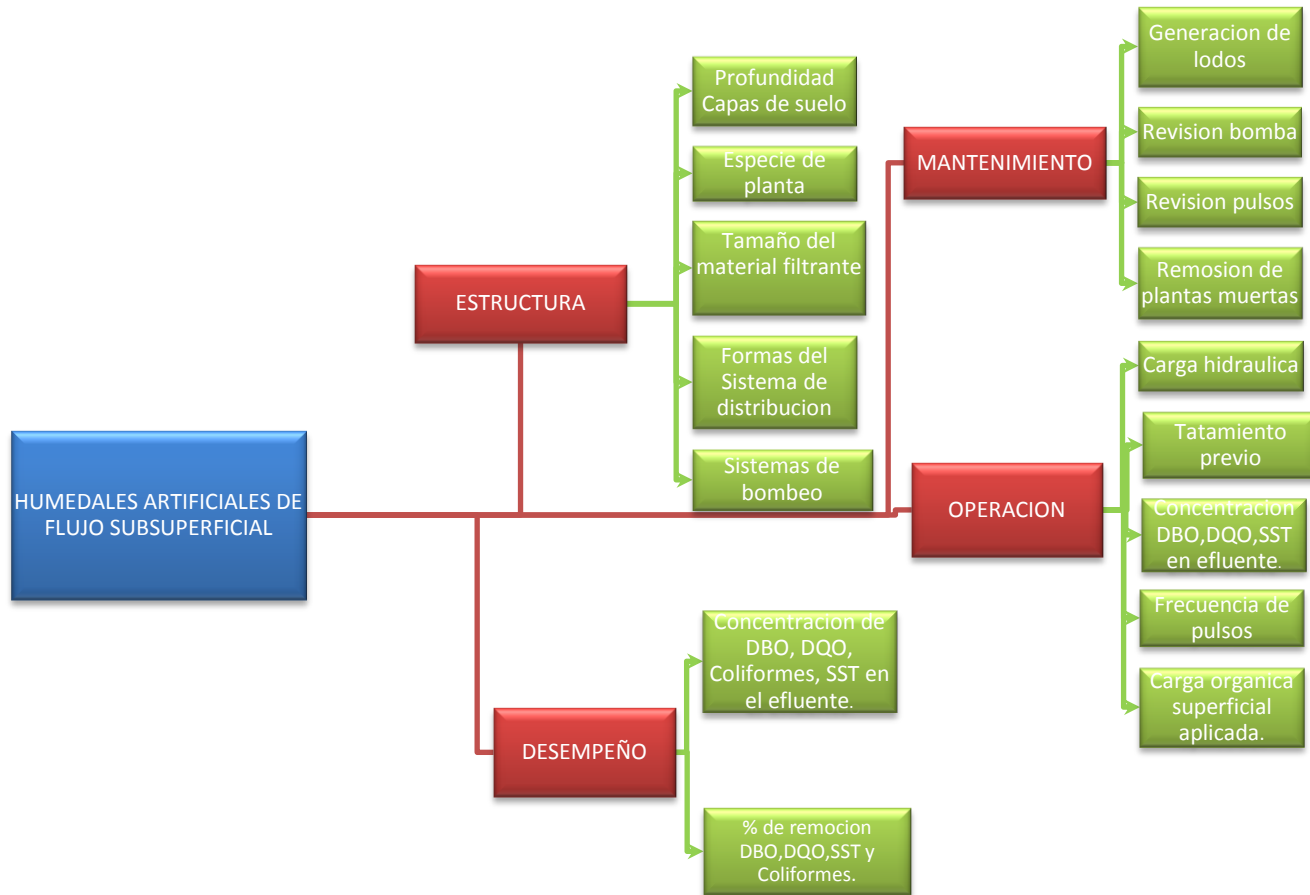 HUMEDALES ARTIFICIALES DE
FLUJO SUBSUPERFICIAL
ESTRUCTURA
Profundidad
Capas de suelo
Especie de
planta
Tamaño del
material filtrante
Formas del
Sistema de
distribucion
Sistemas de
bombeo
DESEMPEÑO
Concentracion de
DBO, DQO,
Coliformes, SST en
el efluente.
% de remocion
DBO,DQO,SST y
Coliformes.
MANTENIMIENTO
Generacion de
lodos
Revision bomba
Revision pulsos
Remosion de
plantas muertas
OPERACION
Carga hidraulica
Tatamiento
previo
Concentracion
DBO,DQO,SST
en efluente.
Frecuencia de
pulsos
Carga organica
superficial
aplicada.